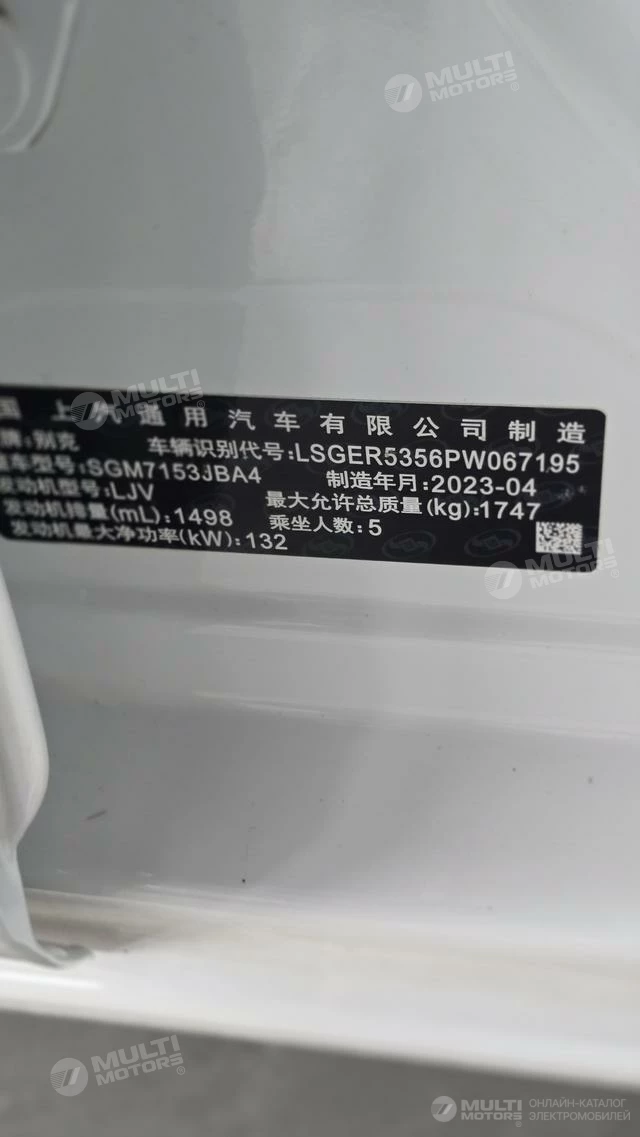 MULTI
MOTORS®
国上汽通用汽车有限公司制造
牌:别克 车辆识别代号:LSGER5356PW067195
车型号:SGM7153JBA4 制造年月:2023-04
发动机型号:LJV 最大允许总质量(kg):1747
发动机排量(mL):1498 乘坐人数:5
发动机最大净功率(kW):132
MULTI
MOTORS®
MULTI
MOTORS®
MULTI
MOTORS®
MULTI
MOTORS®
ОНЛАЙН-КАТАЛОГ
ЭЛЕКТРОМОБИЛЕЙ